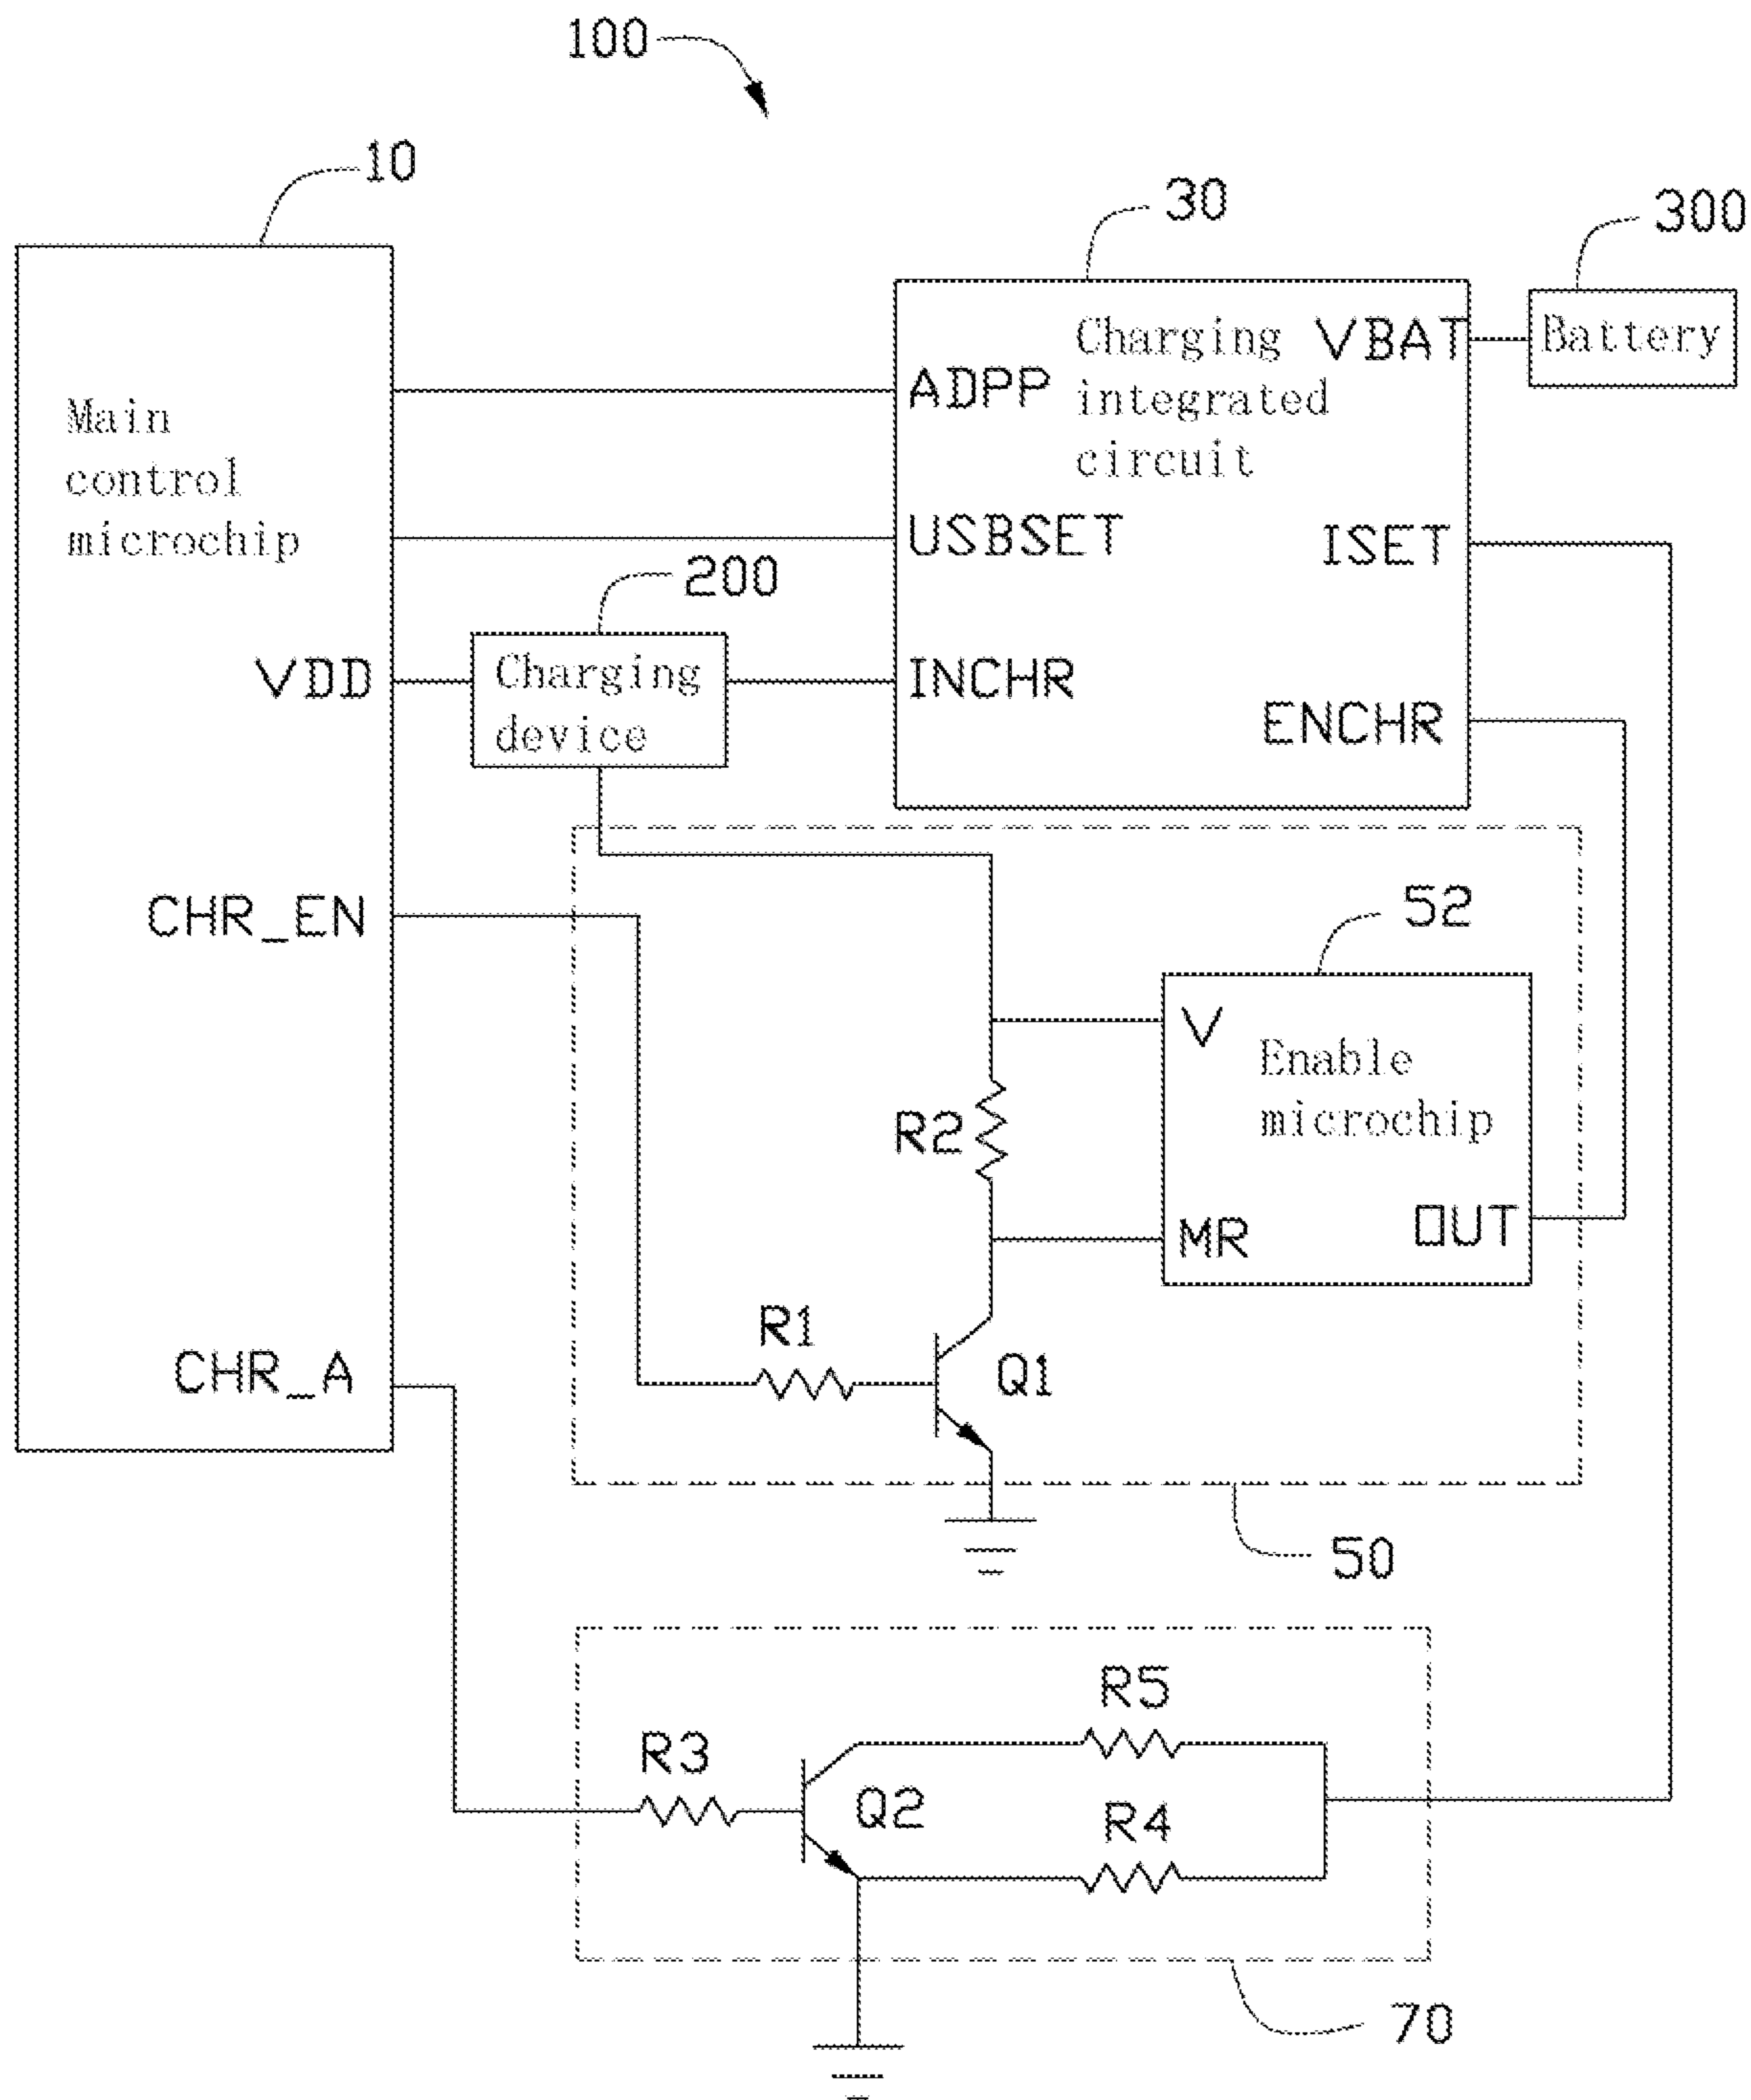 100
10
30
300
Main
control
microchip
VDD
CHR_EN
CHR_A
ADPP
USBSET
INCHR
Charging
integrated
circuit
VBAT
ISET
ENCHR
Battery
200
Charging
device
52
V
Enable
microchip
MR
OUT
R2
R1
Q1
50
R5
R3
Q2
R4
70